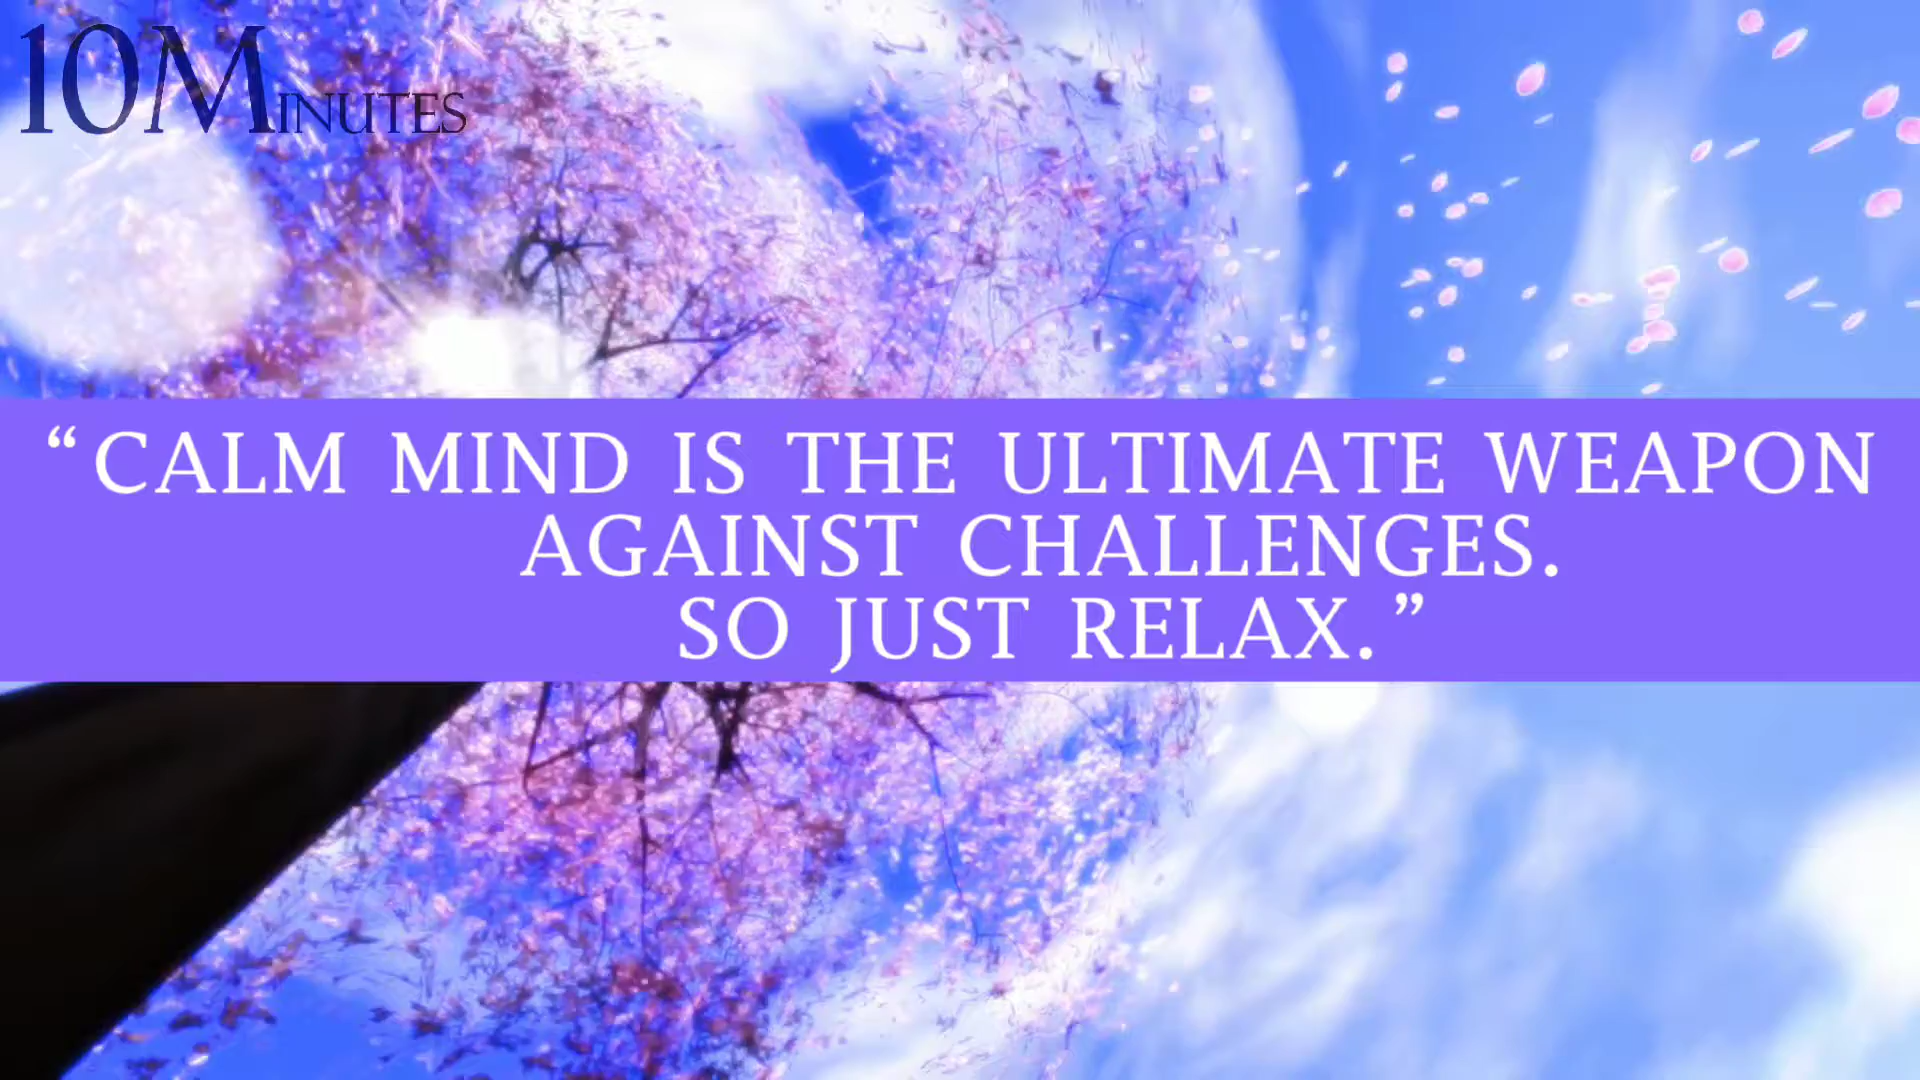 10MINUTES
“CALM MIND IS THE ULTIMATE WEAPON
AGAINST CHALLENGES.
SO JUST RELAX.”